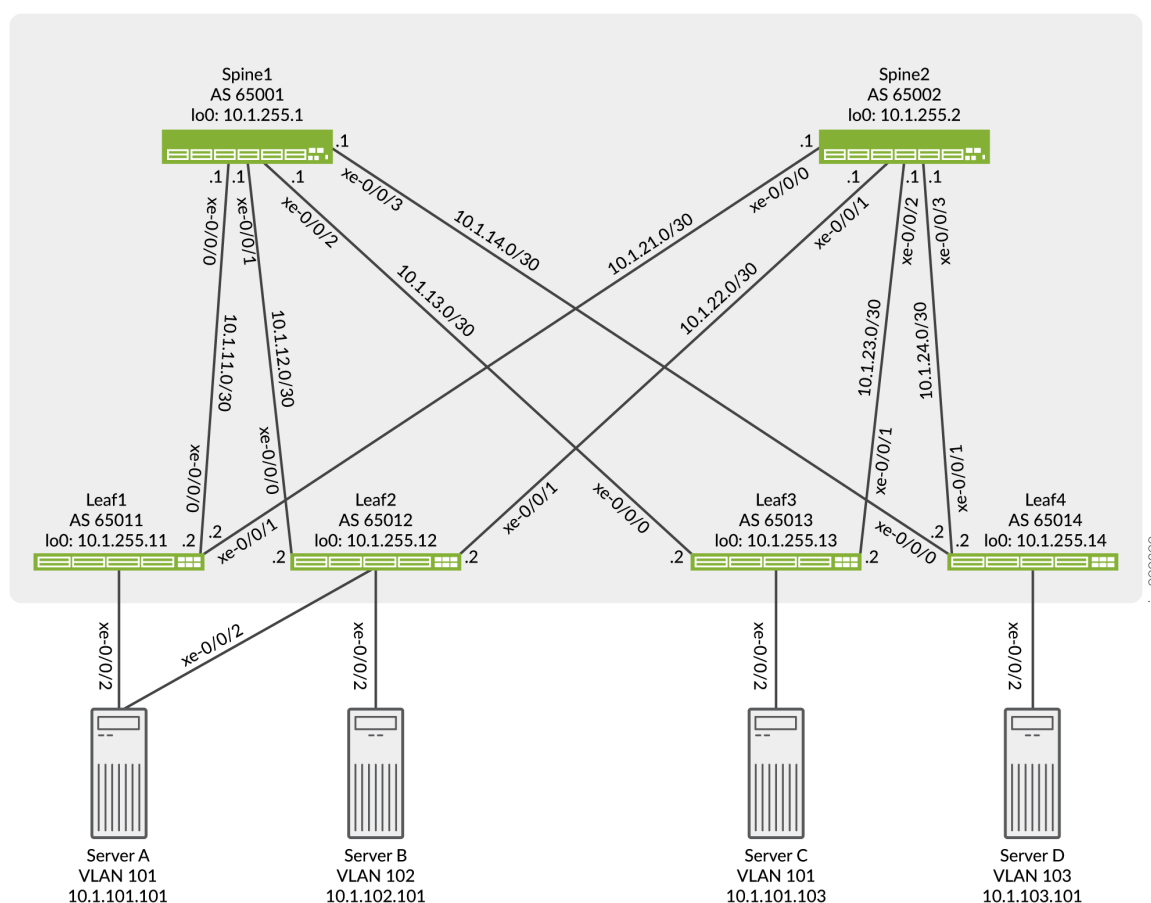 Spine1
AS 65001
lo0: 10.1.255.1
Spine2
AS 65002
lo0: 10.1.255.2
.1
.1
.1
.1
.1
.1
.1
.1
xe-0/0/0
xe-0/0/1
xe-0/0/2
xe-0/0/3
xe-0/0/0
xe-0/0/1
xe-0/0/2
xe-0/0/3
10.1.11.0/30
10.1.12.0/30
10.1.13.0/30
10.1.14.0/30
10.1.21.0/30
10.1.22.0/30
10.1.23.0/30
10.1.24.0/30
xe-0/0/0
xe-0/0/1
xe-0/0/0
xe-0/0/1
xe-0/0/0
xe-0/0/1
xe-0/0/0
xe-0/0/1
Leaf1
AS 65011
lo0: 10.1.255.11
Leaf2
AS 65012
lo0: 10.1.255.12
Leaf3
AS 65013
lo0: 10.1.255.13
Leaf4
AS 65014
lo0: 10.1.255.14
.2
.2
.2
.2
.2
.2
.2
.2
xe-0/0/2
xe-0/0/2
xe-0/0/2
xe-0/0/2
xe-0/0/2
Server A
VLAN 101
10.1.101.101
Server B
VLAN 102
10.1.102.101
Server C
VLAN 101
10.1.101.103
Server D
VLAN 103
10.1.103.101